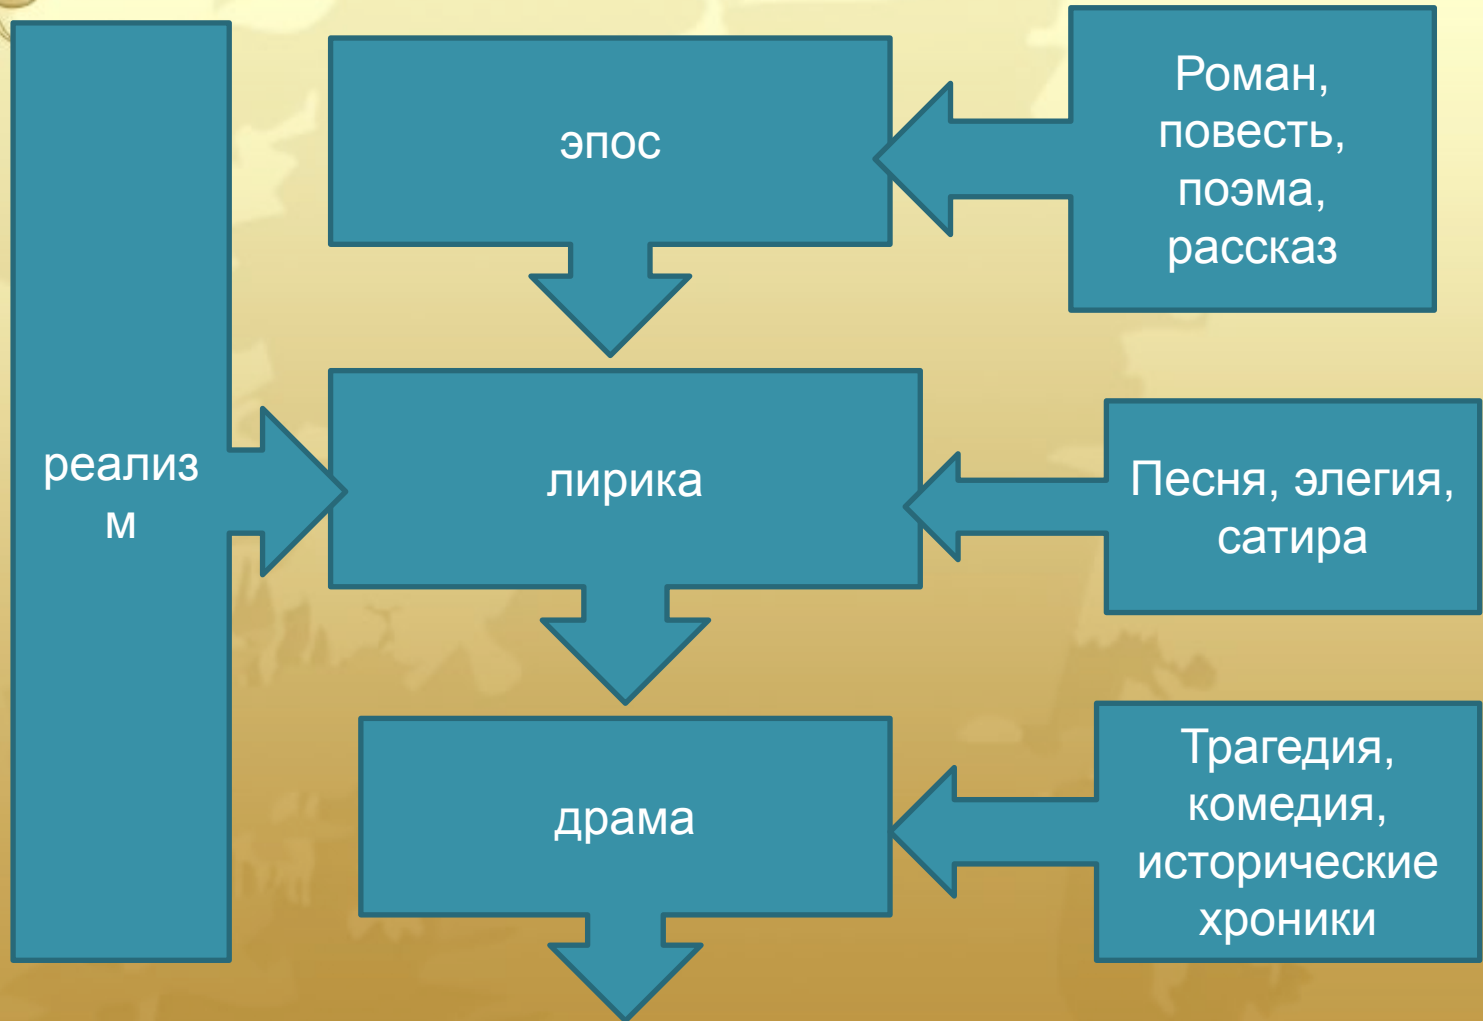 реализ
м
эпос
Роман,
повесть,
поэма,
рассказ
лирика
Песня, элегия,
сатира
драма
Трагедия,
комедия,
исторические
хроники